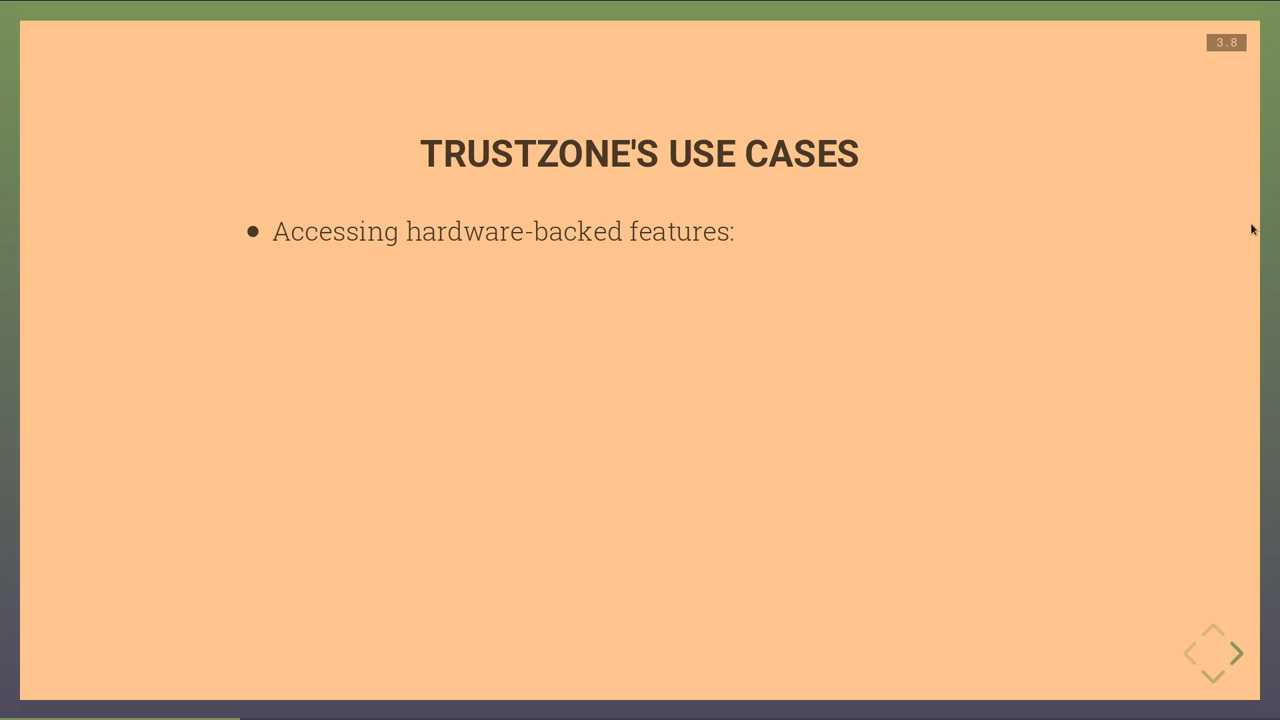 3.8
TRUSTZONE'S USE CASES
• Accessing hardware-backed features: